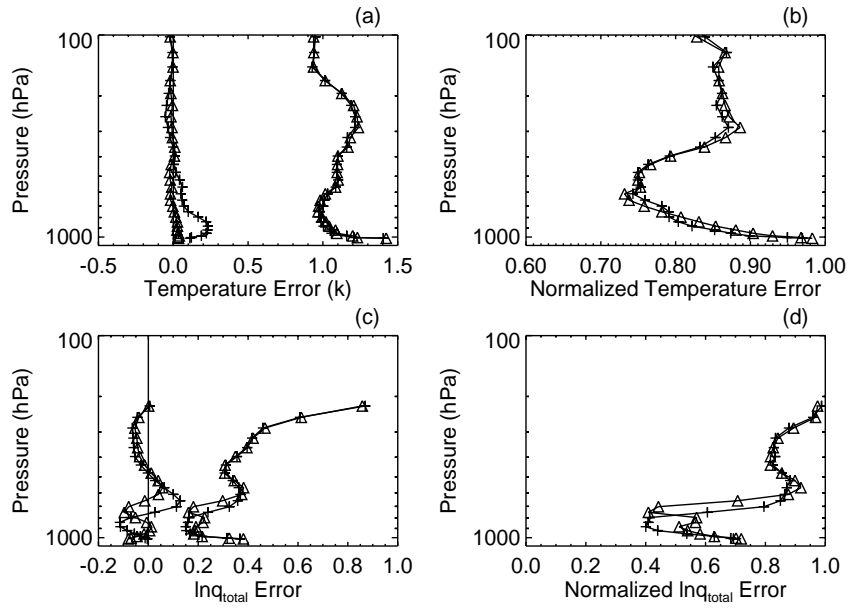 (a)
100
Pressure (hPa)
1000
-0.5 0.0 0.5 1.0 1.5
Temperature Error (k)
(b)
100
Pressure (hPa)
1000
0.60 0.70 0.80 0.90 1.00
Normalized Temperature Error
(c)
100
Pressure (hPa)
1000
-0.2 0.0 0.2 0.4 0.6 0.8 1.0
lnq_total Error
(d)
100
Pressure (hPa)
1000
0.0 0.2 0.4 0.6 0.8 1.0
Normalized lnq_total Error